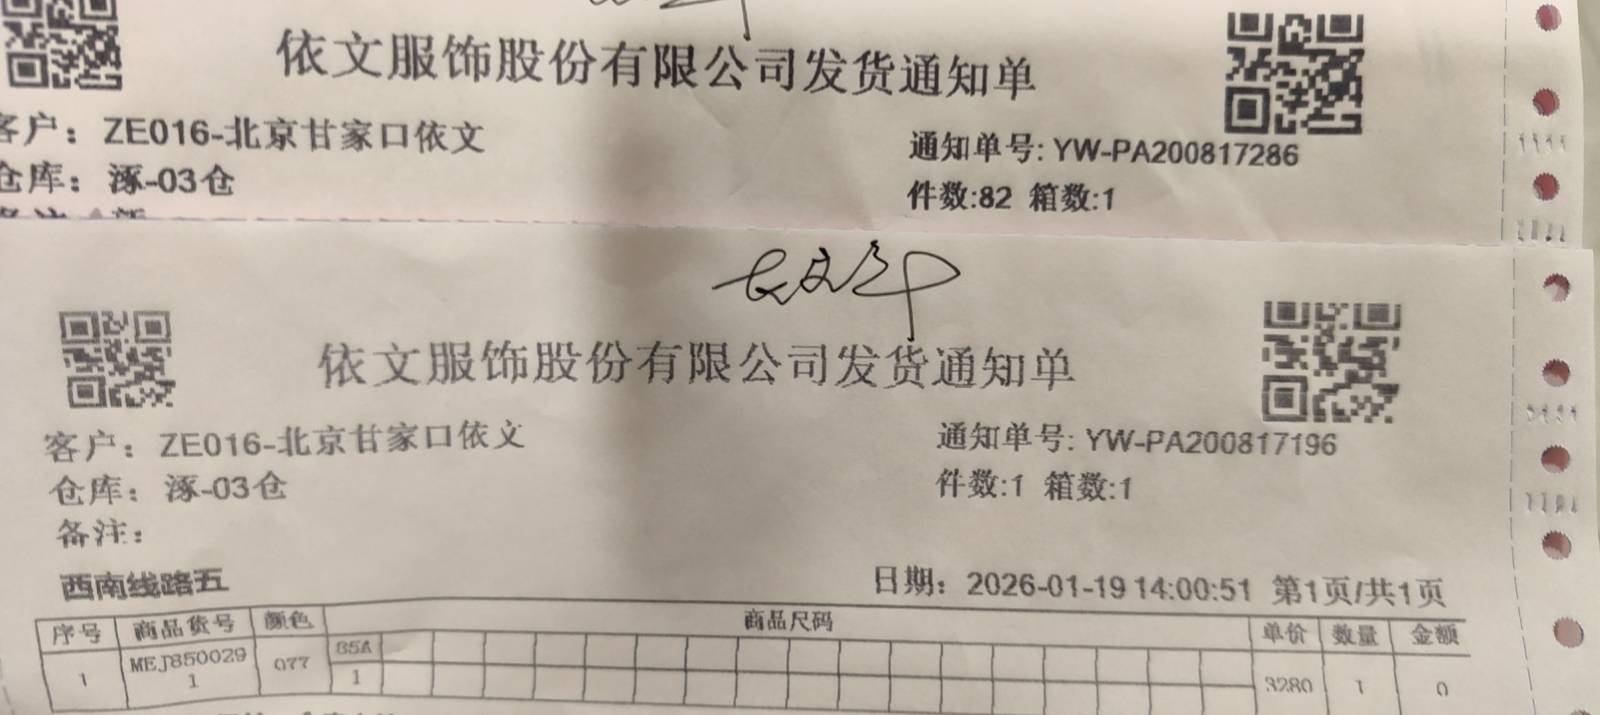 依文服饰股份有限公司发货通知单
客户：ZE016-北京甘家口依文
通知单号: YW-PA200817286
仓库：涿-03仓
件数:82 箱数:1
依文服饰股份有限公司发货通知单
客户：ZE016-北京甘家口依文
通知单号: YW-PA200817196
仓库：涿-03仓
件数:1 箱数:1
备注：
西南线路五
日期：2026-01-19 14:00:51 第1页/共1页
序号 商品货号 颜色 商品尺码 单价 数量 金额
85A
1 MEJ850029 077 1 3280 1 0
1